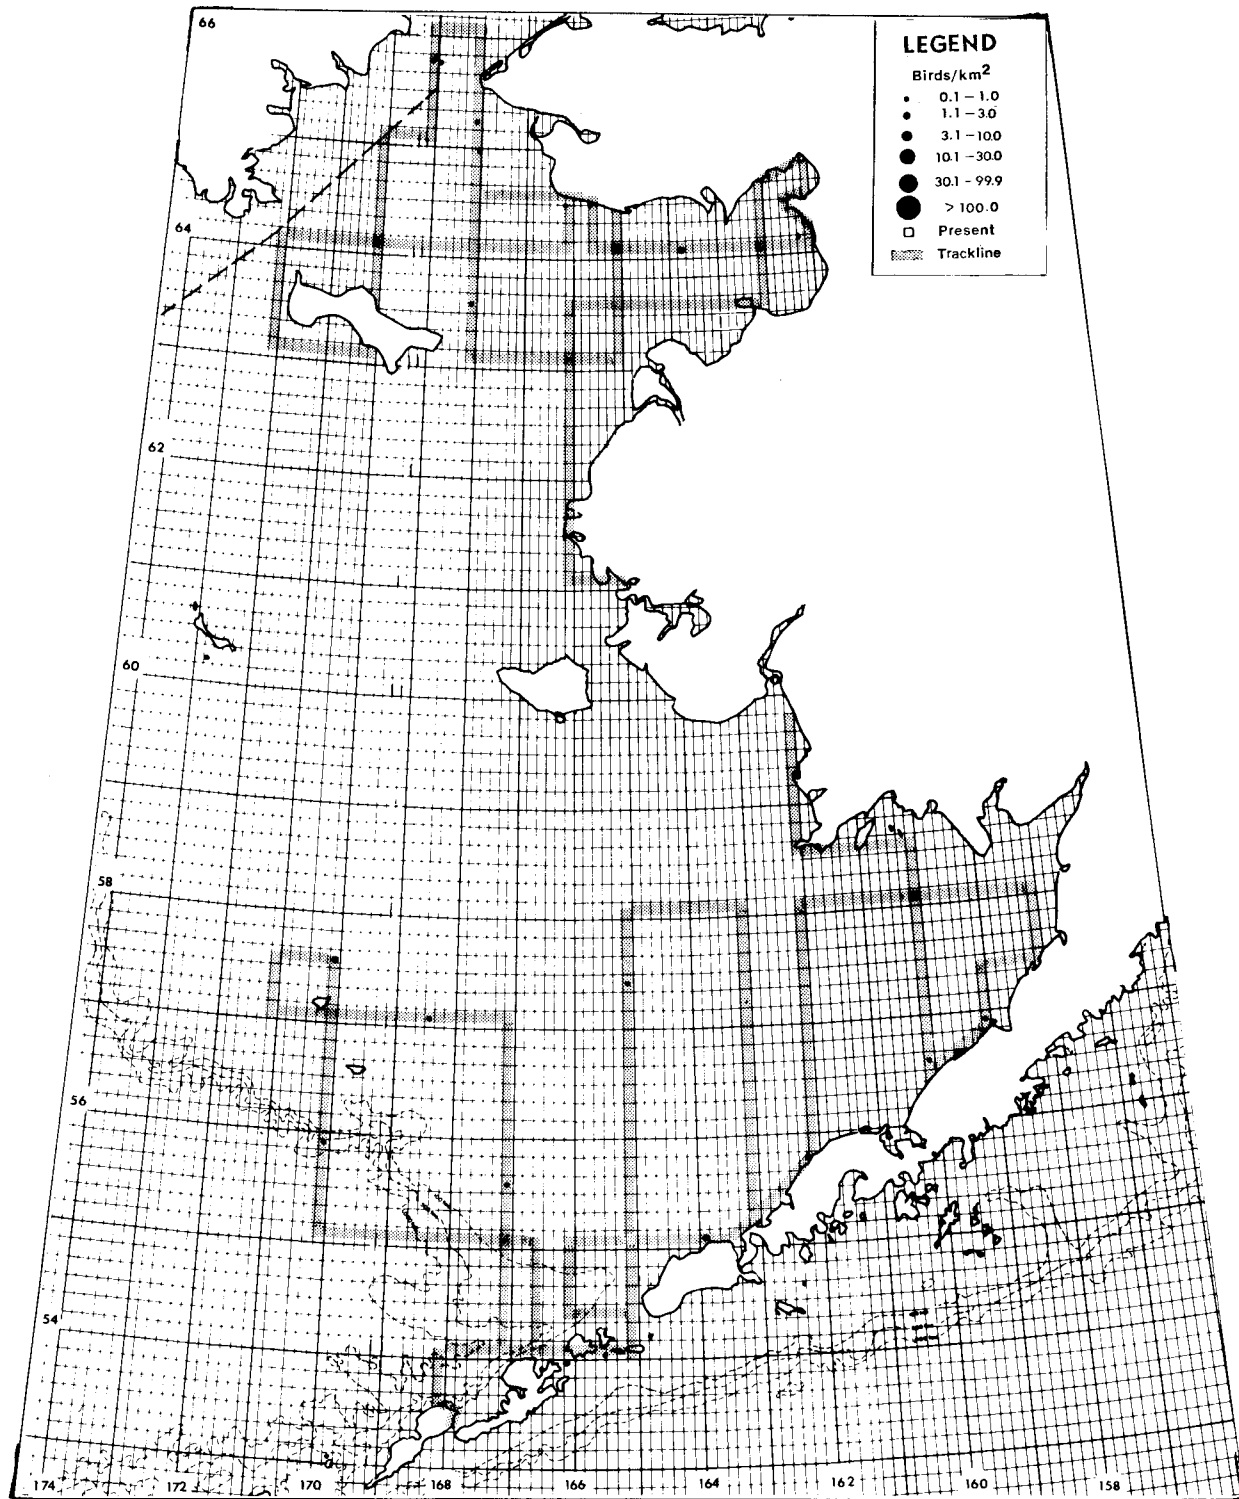 66
LEGEND
Birds/km²
0.1 – 1.0
1.1 – 3.0
3.1 – 10.0
10.1 – 30.0
30.1 – 99.9
> 100.0
Present
Trackline
64
62
60
58
56
54
174 172 170 168 166 164 162 160 158